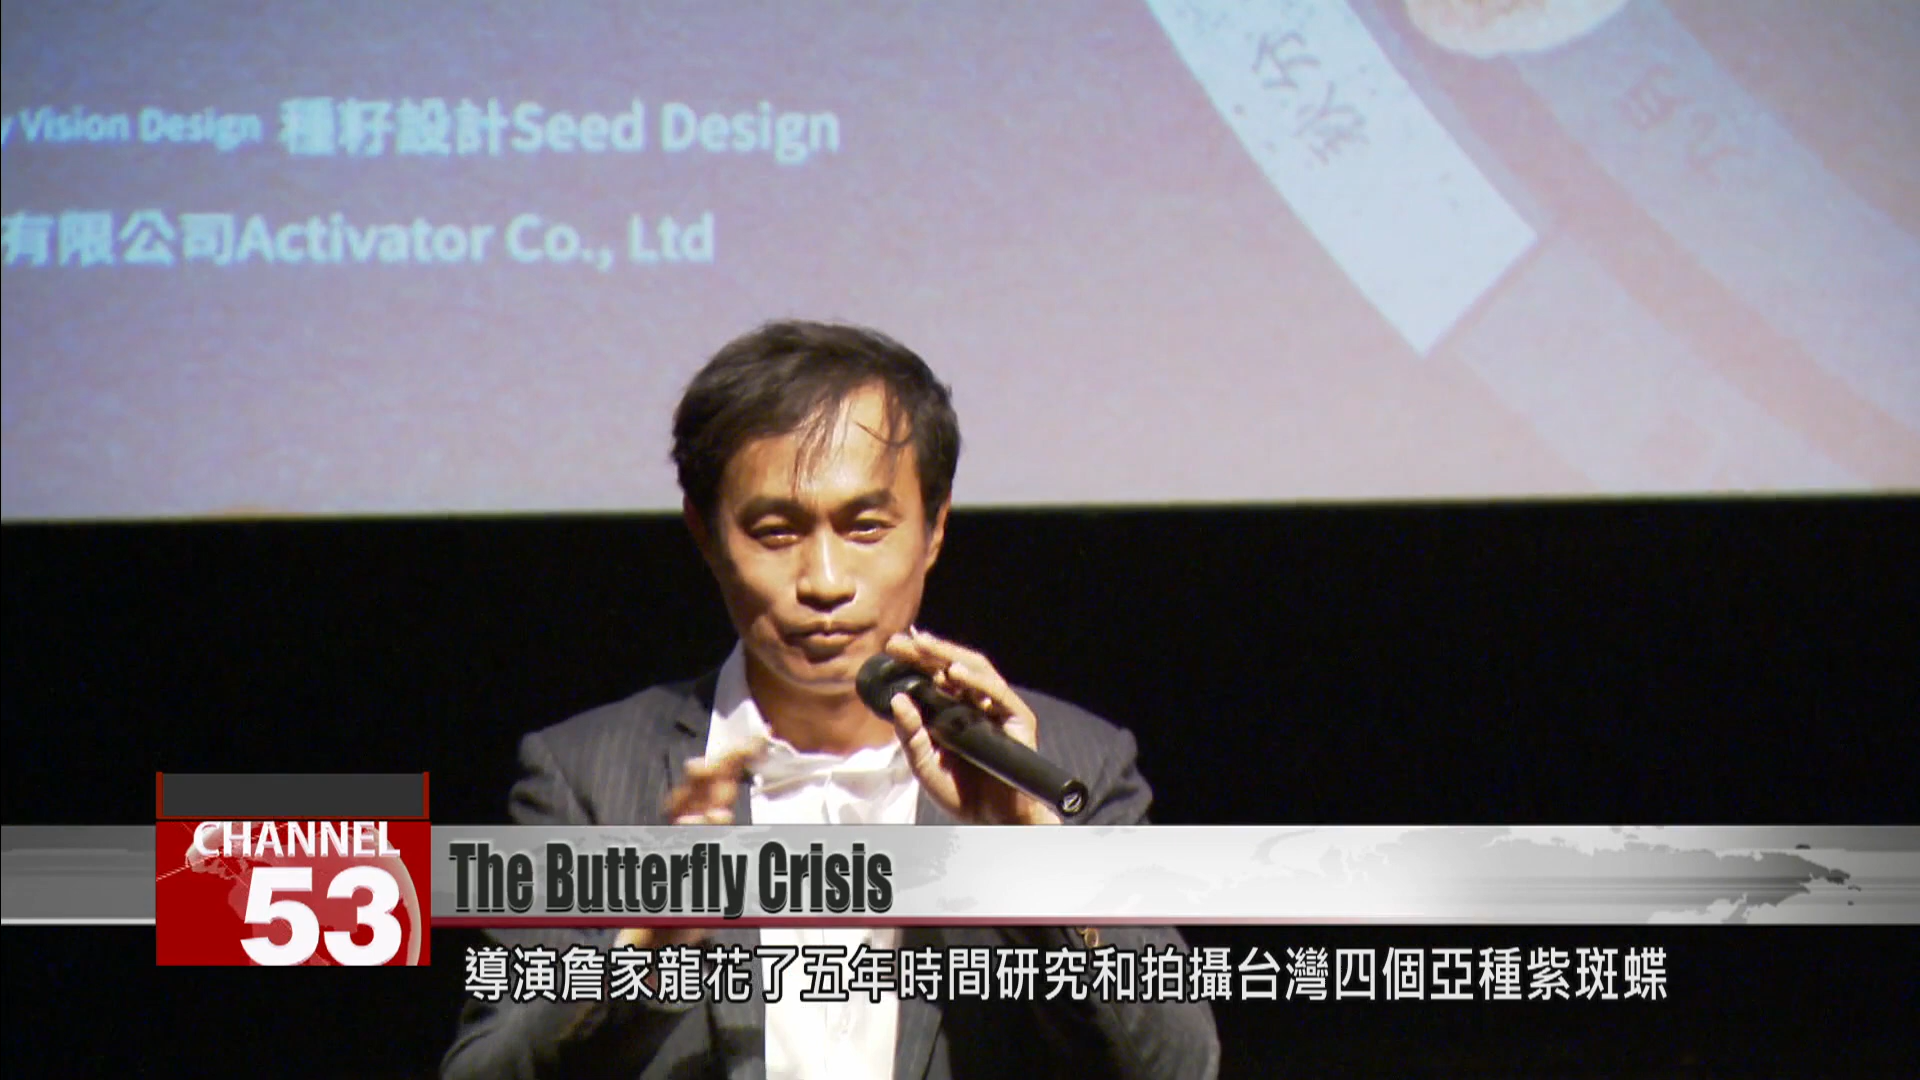 y Vision Design 種籽設計Seed Design
有限公司Activator Co., Ltd
秋分
CHANNEL
53
The Butterfly Crisis
導演詹家龍花了五年時間研究和拍攝台灣四個亞種紫斑蝶